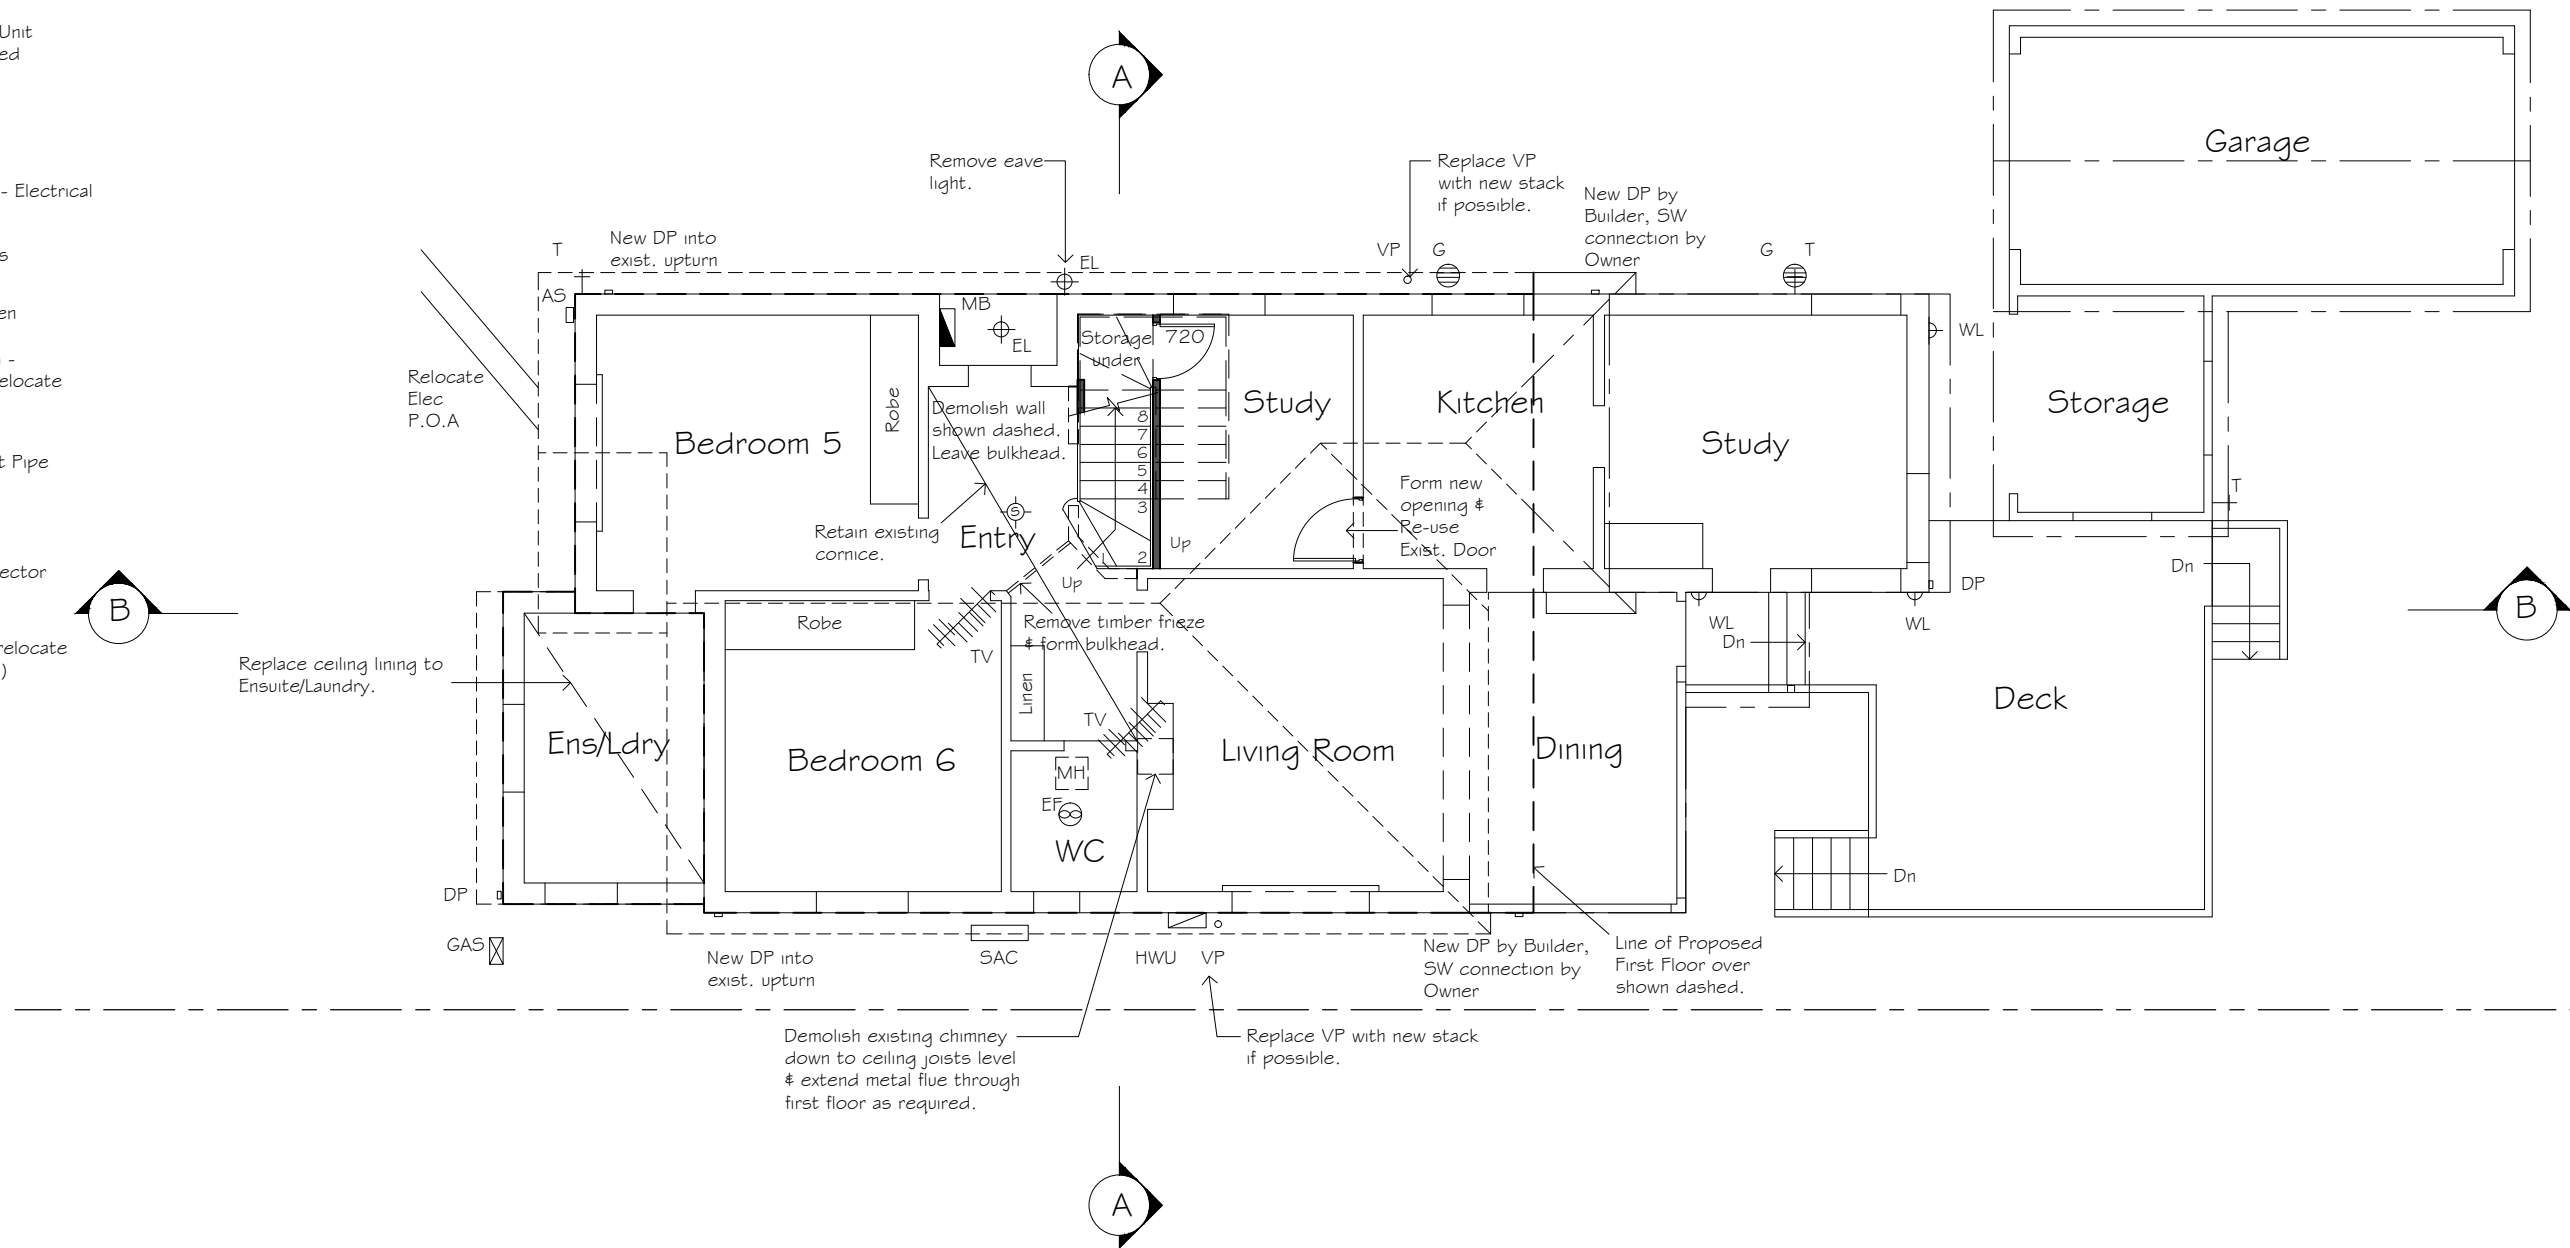 Unit
ed
- Electrical
s
en
-
elocate
t Pipe
ector
relocate
)
A
Garage
Remove eave
light.
Replace VP
with new stack
if possible.
New DP by
Builder, SW
connection by
Owner
T
New DP into
exist. upturn
EL
VP
G
G
T
AS
MB
EL
Storage
under
720
WL
Relocate
Elec
P.O.A
Robe
Demolish wall
shown dashed.
Leave bulkhead.
8
7
6
5
4
3
2
Study
Kitchen
Storage
Bedroom 5
Study
Form new
opening &
Re-use
Exist. Door
T
S
Retain existing
cornice.
Entry
Up
Up
Dn
DP
B
B
Robe
Remove timber frieze
& form bulkhead.
WL
Dn
WL
TV
Replace ceiling lining to
Ensuite/Laundry.
Linen
Deck
TV
Ens/Ldry
Bedroom 6
Living Room
Dining
MH
EF
WC
DP
Dn
GAS
New DP into
exist. upturn
SAC
HWU
VP
New DP by Builder,
SW connection by
Owner
Line of Proposed
First Floor over
shown dashed.
Demolish existing chimney
down to ceiling joists level
& extend metal flue through
first floor as required.
Replace VP with new stack
if possible.
A